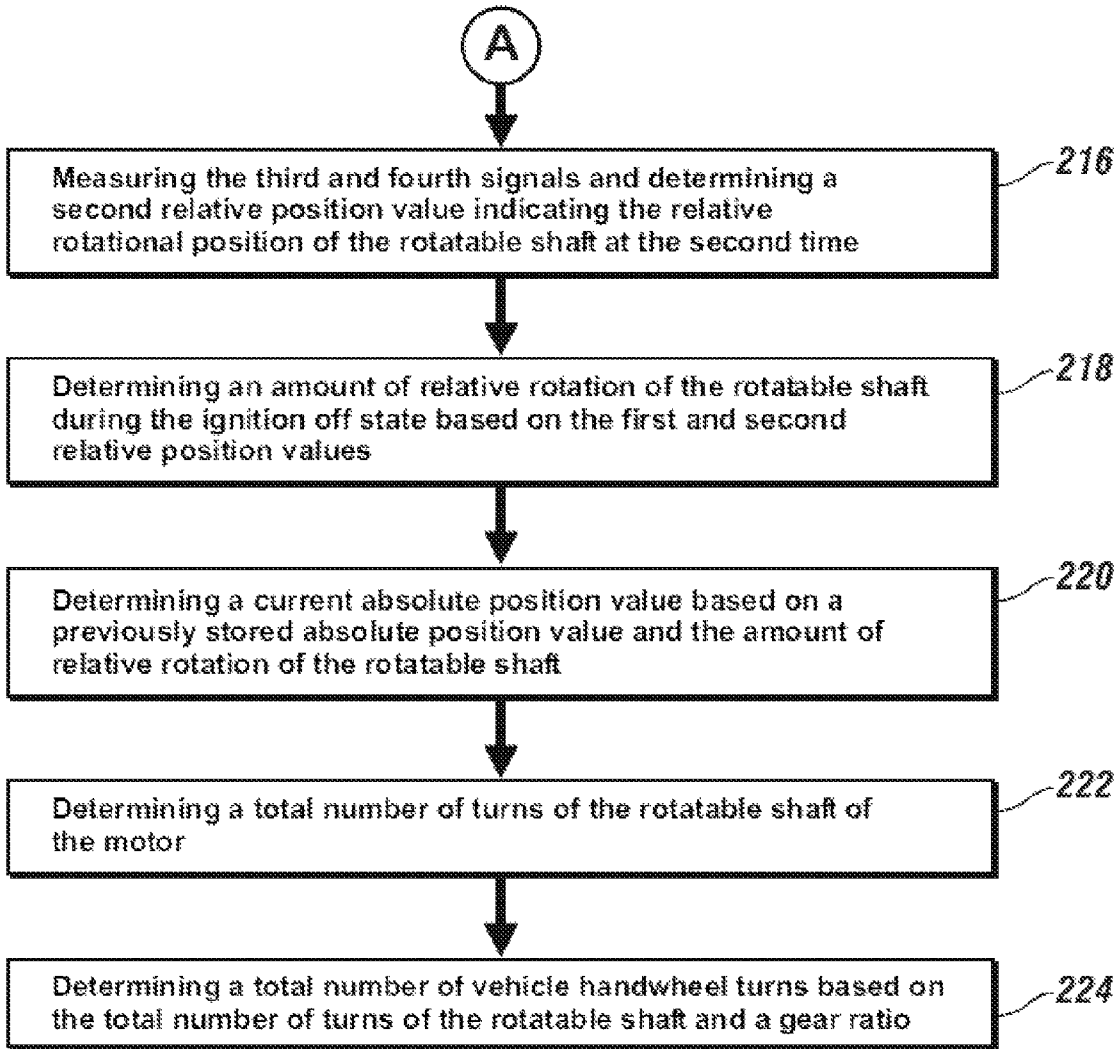 A
216
Measuring the third and fourth signals and determining a
second relative position value indicating the relative
rotational position of the rotatable shaft at the second time
218
Determining an amount of relative rotation of the rotatable shaft
during the ignition off state based on the first and second
relative position values
220
Determining a current absolute position value based on a
previously stored absolute position value and the amount of
relative rotation of the rotatable shaft
222
Determining a total number of turns of the rotatable shaft of
the motor
224
Determining a total number of vehicle handwheel turns based on
the total number of turns of the rotatable shaft and a gear ratio